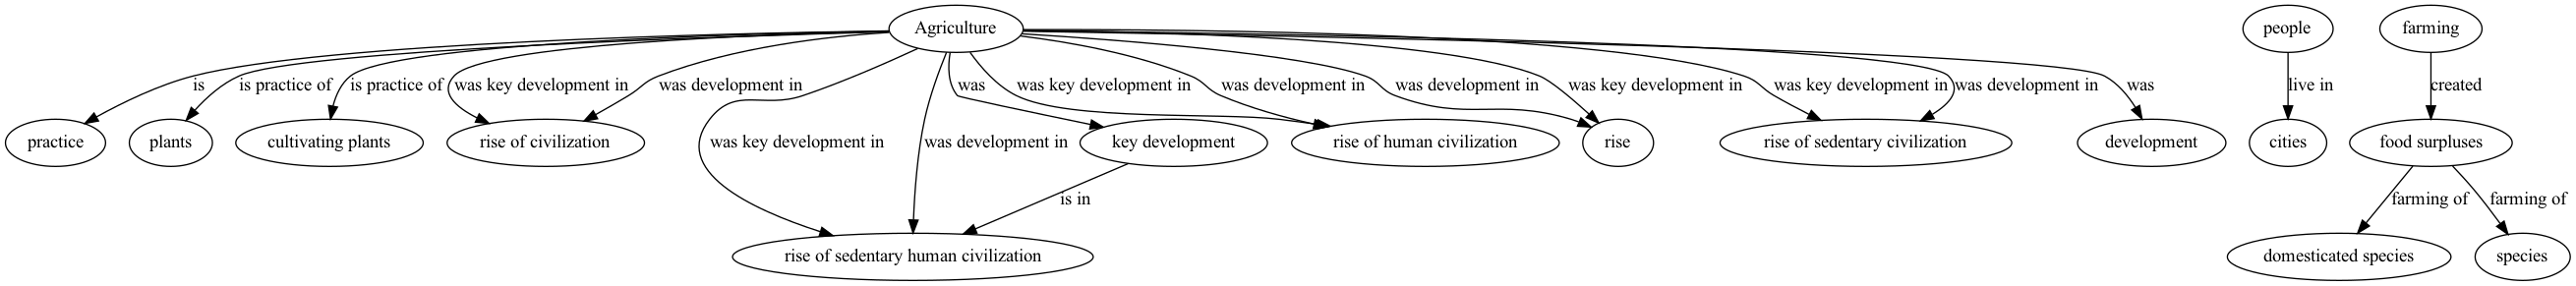 Agriculture people farming
is is practice of is practice of was key development in was development in was was key development in was development in was development in was key development in was key development in was development in was live in created
practice plants cultivating plants rise of civilization was key development in was development in key development rise of human civilization rise rise of sedentary civilization development cities food surpluses
is in farming of farming of
rise of sedentary human civilization domesticated species species